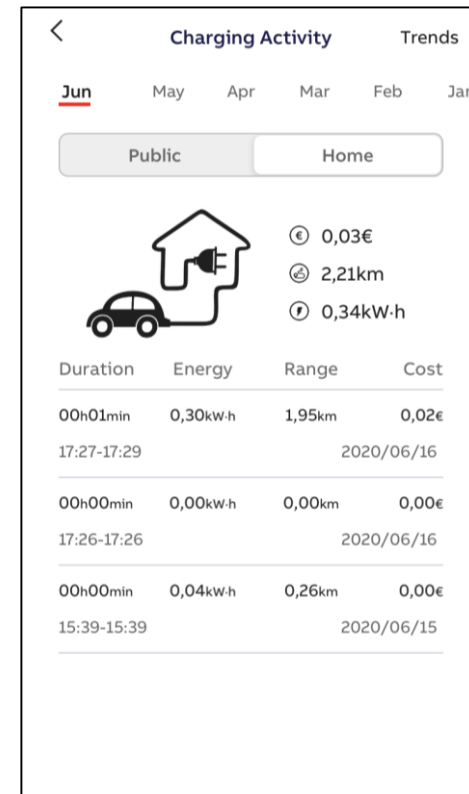 Charging Activity Trends
Jun May Apr Mar Feb Jan
Public Home
€ 0,03€
2,21km
0,34kW·h
Duration Energy Range Cost
00h01min 0,30kW·h 1,95km 0,02€
17:27-17:29 2020/06/16
00h00min 0,00kW·h 0,00km 0,00€
17:26-17:26 2020/06/16
00h00min 0,04kW·h 0,26km 0,00€
15:39-15:39 2020/06/15